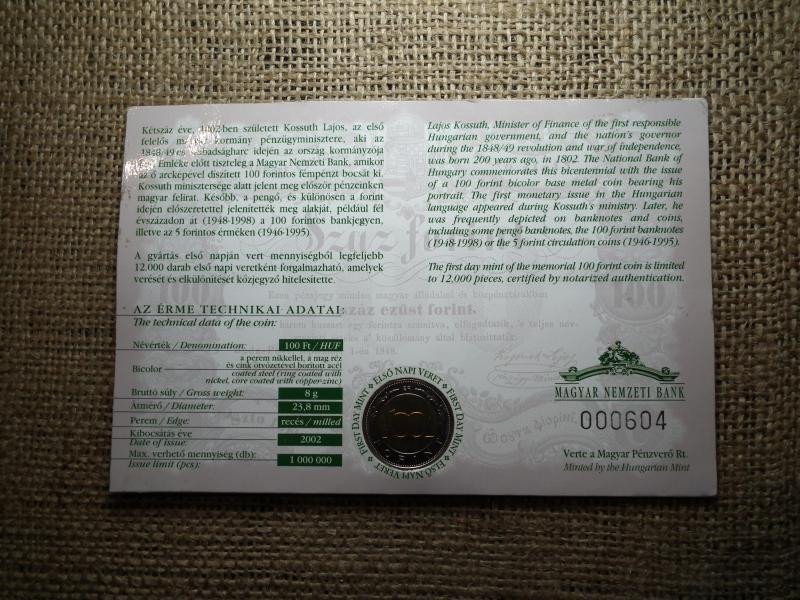 Kétszáz éve, 1802-ben született Kossuth Lajos, az első
felelős kormány pénzügyminisztere, aki az
1848/49-es szabadságharc idején az ország kormányzója
Emléke előtt tiszteleg a Magyar Nemzeti Bank, amikor
az ő arcképével díszített 100 forintos fémpénzt bocsát ki.
Kossuth minisztersége alatt jelent meg először pénzeinken
magyar felirat. Később, a pengő, és különösen a forint
idején előszeretettel jelenítették meg alakját, például fél
évszázadon át (1948-1998) a 100 forintos bankjegyen,
illetve az 5 forintos érméken (1946-1995).
A gyártás első napján vert mennyiségből legfeljebb
12.000 darab első napi veretként forgalmazható, amelyek
verését és elkülönítését közjegyző hitelesítette.
Lajos Kossuth, Minister of Finance of the first responsible
Hungarian government, and the nation's governor
during the 1848/49 revolution and war of independence,
was born 200 years ago, in 1802. The National Bank of
Hungary commemorates this bicentennial with the issue
of a 100 forint bicolor base metal coin bearing his
portrait. The first monetary issue in the Hungarian
language appeared during Kossuth's ministry. Later, he
was frequently depicted on banknotes and coins,
including some pengő banknotes, the 100 forint banknotes
(1948-1998) or the 5 forint circulation coins (1946-1995).
The first day mint of the memorial 100 forint coin is limited
to 12,000 pieces, certified by notarized authentication.
AZ ÉRME TECHNIKAI ADATAI:
The technical data of the coin:
Névérték / Denomination: 100 Ft / HUF
Bicolor
a perem nikkellel, a mag réz
és cink ötvözetével borított acél
coated steel (ring coated with
nickel, core coated with copper-zinc)
Bruttó súly / Gross weight: 8 g
Átmérő / Diameter: 23,8 mm
Perem / Edge: recés / milled
Kibocsátás éve
Date of issue: 2002
Max. verhető mennyiség (db):
Issue limit (pcs): 1 000 000
ELSŐ NAPI VERET FIRST DAY MINT ELSŐ NAPI VERET FIRST DAY MINT
100
száz ezüst forint.
MAGYAR NEMZETI BANK
000604
Verte a Magyar Pénzverő Rt.
Minted by the Hungarian Mint